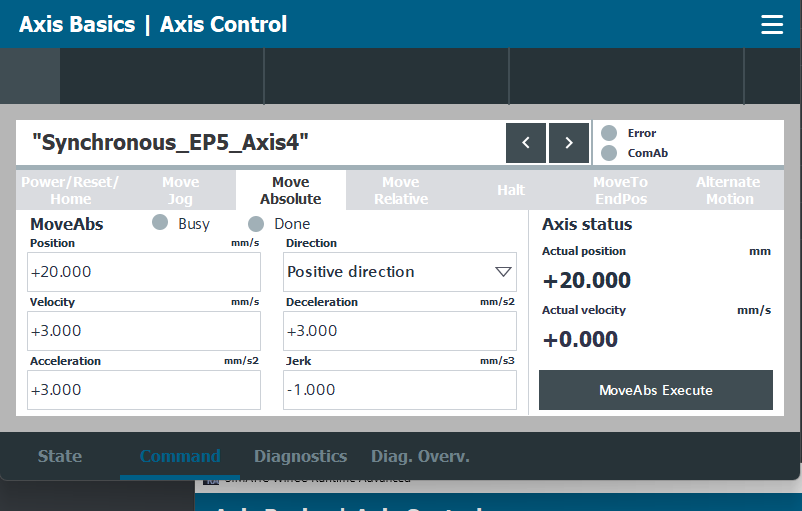 Axis Basics | Axis Control
"Synchronous_EP5_Axis4"
Error
ComAb
Power/Reset/
Home
Move
Jog
Move
Absolute
Move
Relative
Halt
MoveTo
EndPos
Alternate
Motion
MoveAbs
Busy
Done
Axis status
Position mm/s
Direction
Actual position mm
+20.000
Positive direction
+20.000
Velocity mm/s
Deceleration mm/s2
Actual velocity mm/s
+3.000
+3.000
+0.000
Acceleration mm/s2
Jerk mm/s3
+3.000
-1.000
MoveAbs Execute
State
Command
Diagnostics
Diag. Overv.